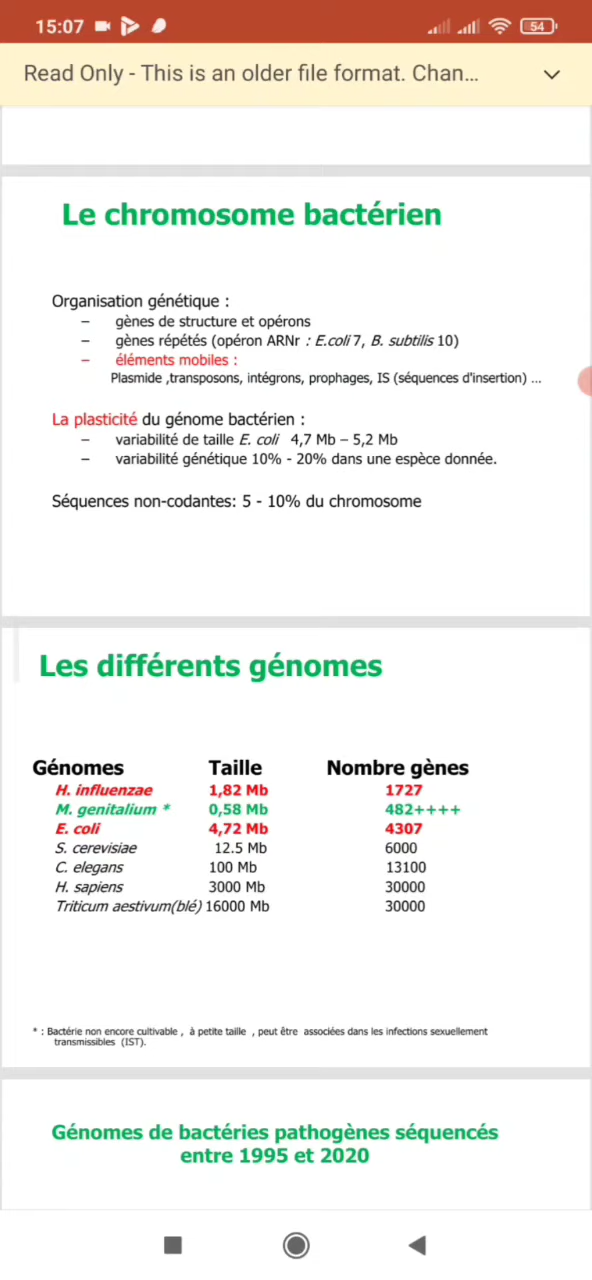 15:07
54
Read Only - This is an older file format. Chan...
Le chromosome bactérien
Organisation génétique :
– gènes de structure et opérons
– gènes répétés (opéron ARNr : E.coli 7, B. subtilis 10)
– éléments mobiles :
Plasmide ,transposons, intégrons, prophages, IS (séquences d'insertion) ...
La plasticité du génome bactérien :
– variabilité de taille E. coli 4,7 Mb – 5,2 Mb
– variabilité génétique 10% - 20% dans une espèce donnée.
Séquences non-codantes: 5 - 10% du chromosome
Les différents génomes
Génomes Taille Nombre gènes
H. influenzae 1,82 Mb 1727
M. genitalium * 0,58 Mb 482++++
E. coli 4,72 Mb 4307
S. cerevisiae 12.5 Mb 6000
C. elegans 100 Mb 13100
H. sapiens 3000 Mb 30000
Triticum aestivum(blé) 16000 Mb 30000
* : Bactérie non encore cultivable , à petite taille , peut être associées dans les infections sexuellement
transmissibles (IST).
Génomes de bactéries pathogènes séquencés
entre 1995 et 2020